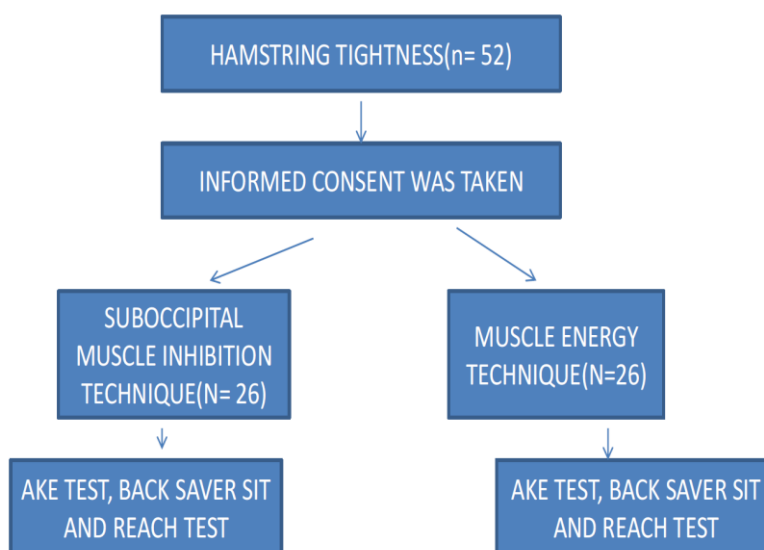 HAMSTRING TIGHTNESS(n= 52)
INFORMED CONSENT WAS TAKEN
SUBOCCIPITAL
MUSCLE INHIBITION
TECHNIQUE(N= 26)
MUSCLE ENERGY
TECHNIQUE(N=26)
AKE TEST, BACK SAVER SIT
AND REACH TEST
AKE TEST, BACK SAVER SIT
AND REACH TEST